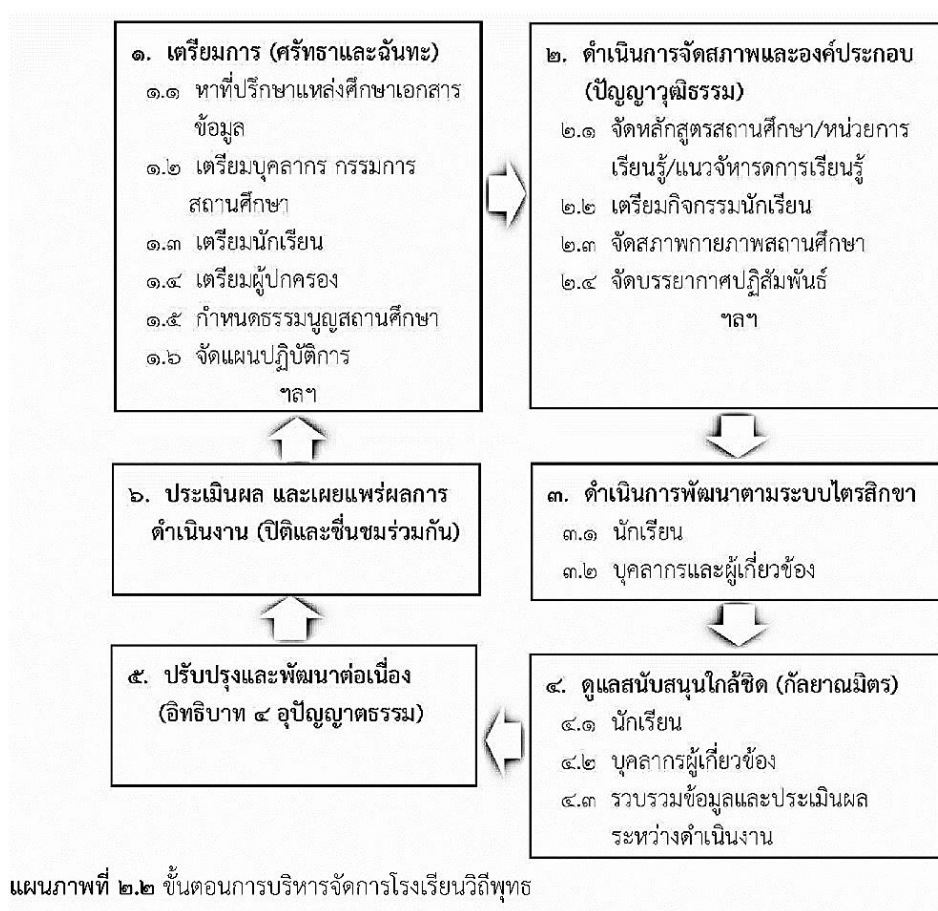 ๑. เตรียมการ (ศรัทธาและฉันทะ)
๑.๑ หาที่ปรึกษาแหล่งศึกษาเอกสาร
ข้อมูล
๑.๒ เตรียมบุคลากร กรรมการ
สถานศึกษา
๑.๓ เตรียมนักเรียน
๑.๔ เตรียมผู้ปกครอง
๑.๕ กำหนดธรรมนูญสถานศึกษา
๑.๖ จัดแผนปฏิบัติการ
ฯลฯ
๒. ดำเนินการจัดสภาพและองค์ประกอบ
(ปัญญาวุฒิธรรม)
๒.๑ จัดหลักสูตรสถานศึกษา/หน่วยการ
เรียนรู้/แนวจัหารดการเรียนรู้
๒.๒ เตรียมกิจกรรมนักเรียน
๒.๓ จัดสภาพกายภาพสถานศึกษา
๒.๔ จัดบรรยากาศปฏิสัมพันธ์
ฯลฯ
๓. ดำเนินการพัฒนาตามระบบไตรสิกขา
๓.๑ นักเรียน
๓.๒ บุคลากรและผู้เกี่ยวข้อง
๔. ดูแลสนับสนุนใกล้ชิด (กัลยาณมิตร)
๔.๑ นักเรียน
๔.๒ บุคลากรผู้เกี่ยวข้อง
๔.๓ รวบรวมข้อมูลและประเมินผล
ระหว่างดำเนินงาน
๕. ปรับปรุงและพัฒนาต่อเนื่อง
(อิทธิบาท ๔ อุปัญญาตธรรม)
๖. ประเมินผล และเผยแพร่ผลการ
ดำเนินงาน (ปิติและชื่นชมร่วมกัน)
แผนภาพที่ ๒.๒ ขั้นตอนการบริหารจัดการโรงเรียนวิถีพุทธ